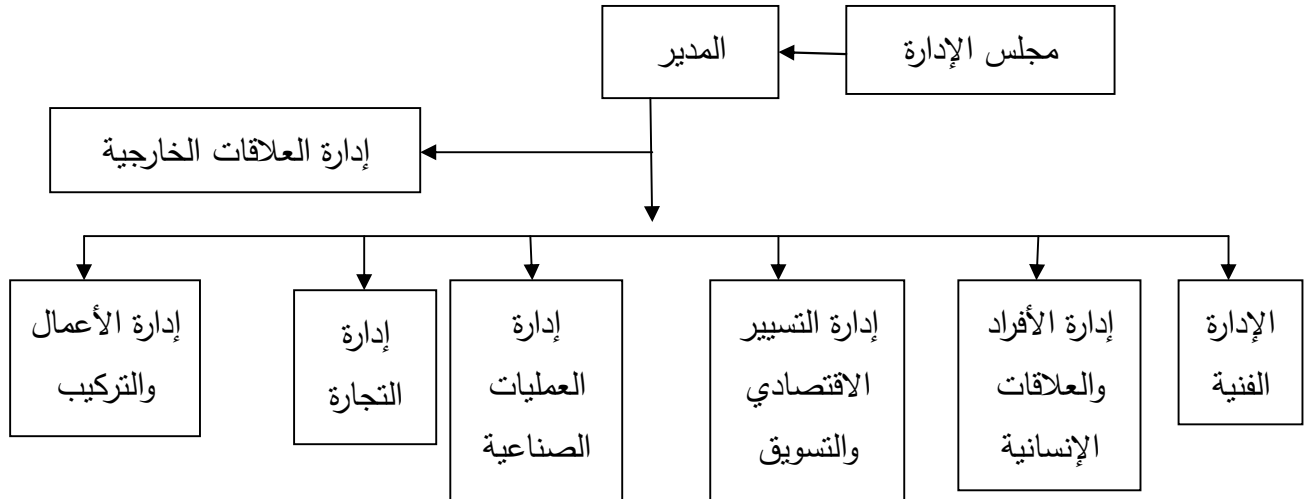 مجلس الإدارة
المدير
إدارة العلاقات الخارجية
الإدارة
الفنية
إدارة الأفراد
والعلاقات
الإنسانية
إدارة التسيير
الاقتصادي
والتسويق
إدارة
العمليات
الصناعية
إدارة
التجارة
إدارة الأعمال
والتركيب